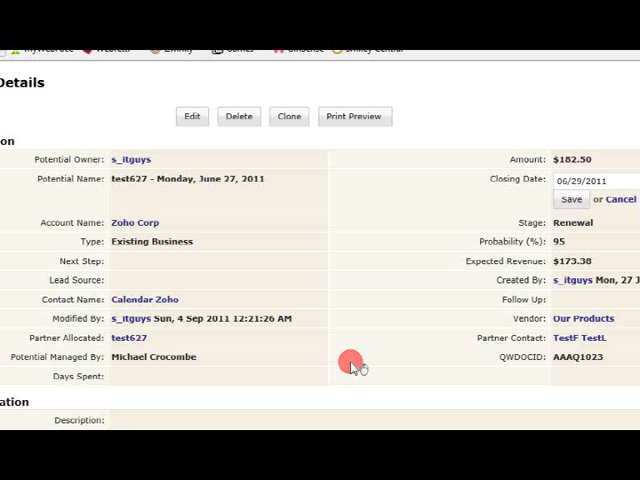 Details
Edit Delete Clone Print Preview
on
Potential Owner: s_itguys Amount: $182.50
Potential Name: test627 - Monday, June 27, 2011 Closing Date: 06/29/2011
Save or Cancel
Account Name: Zoho Corp Stage: Renewal
Type: Existing Business Probability (%): 95
Next Step: Expected Revenue: $173.38
Lead Source: Created By: s_itguys Mon, 27 J
Contact Name: Calendar Zoho Follow Up:
Modified By: s_itguys Sun, 4 Sep 2011 12:21:26 AM Vendor: Our Products
Partner Allocated: test627 Partner Contact: TestF TestL
Potential Managed By: Michael Crocombe QWDOCID: AAAQ1023
Days Spent:
ation
Description: